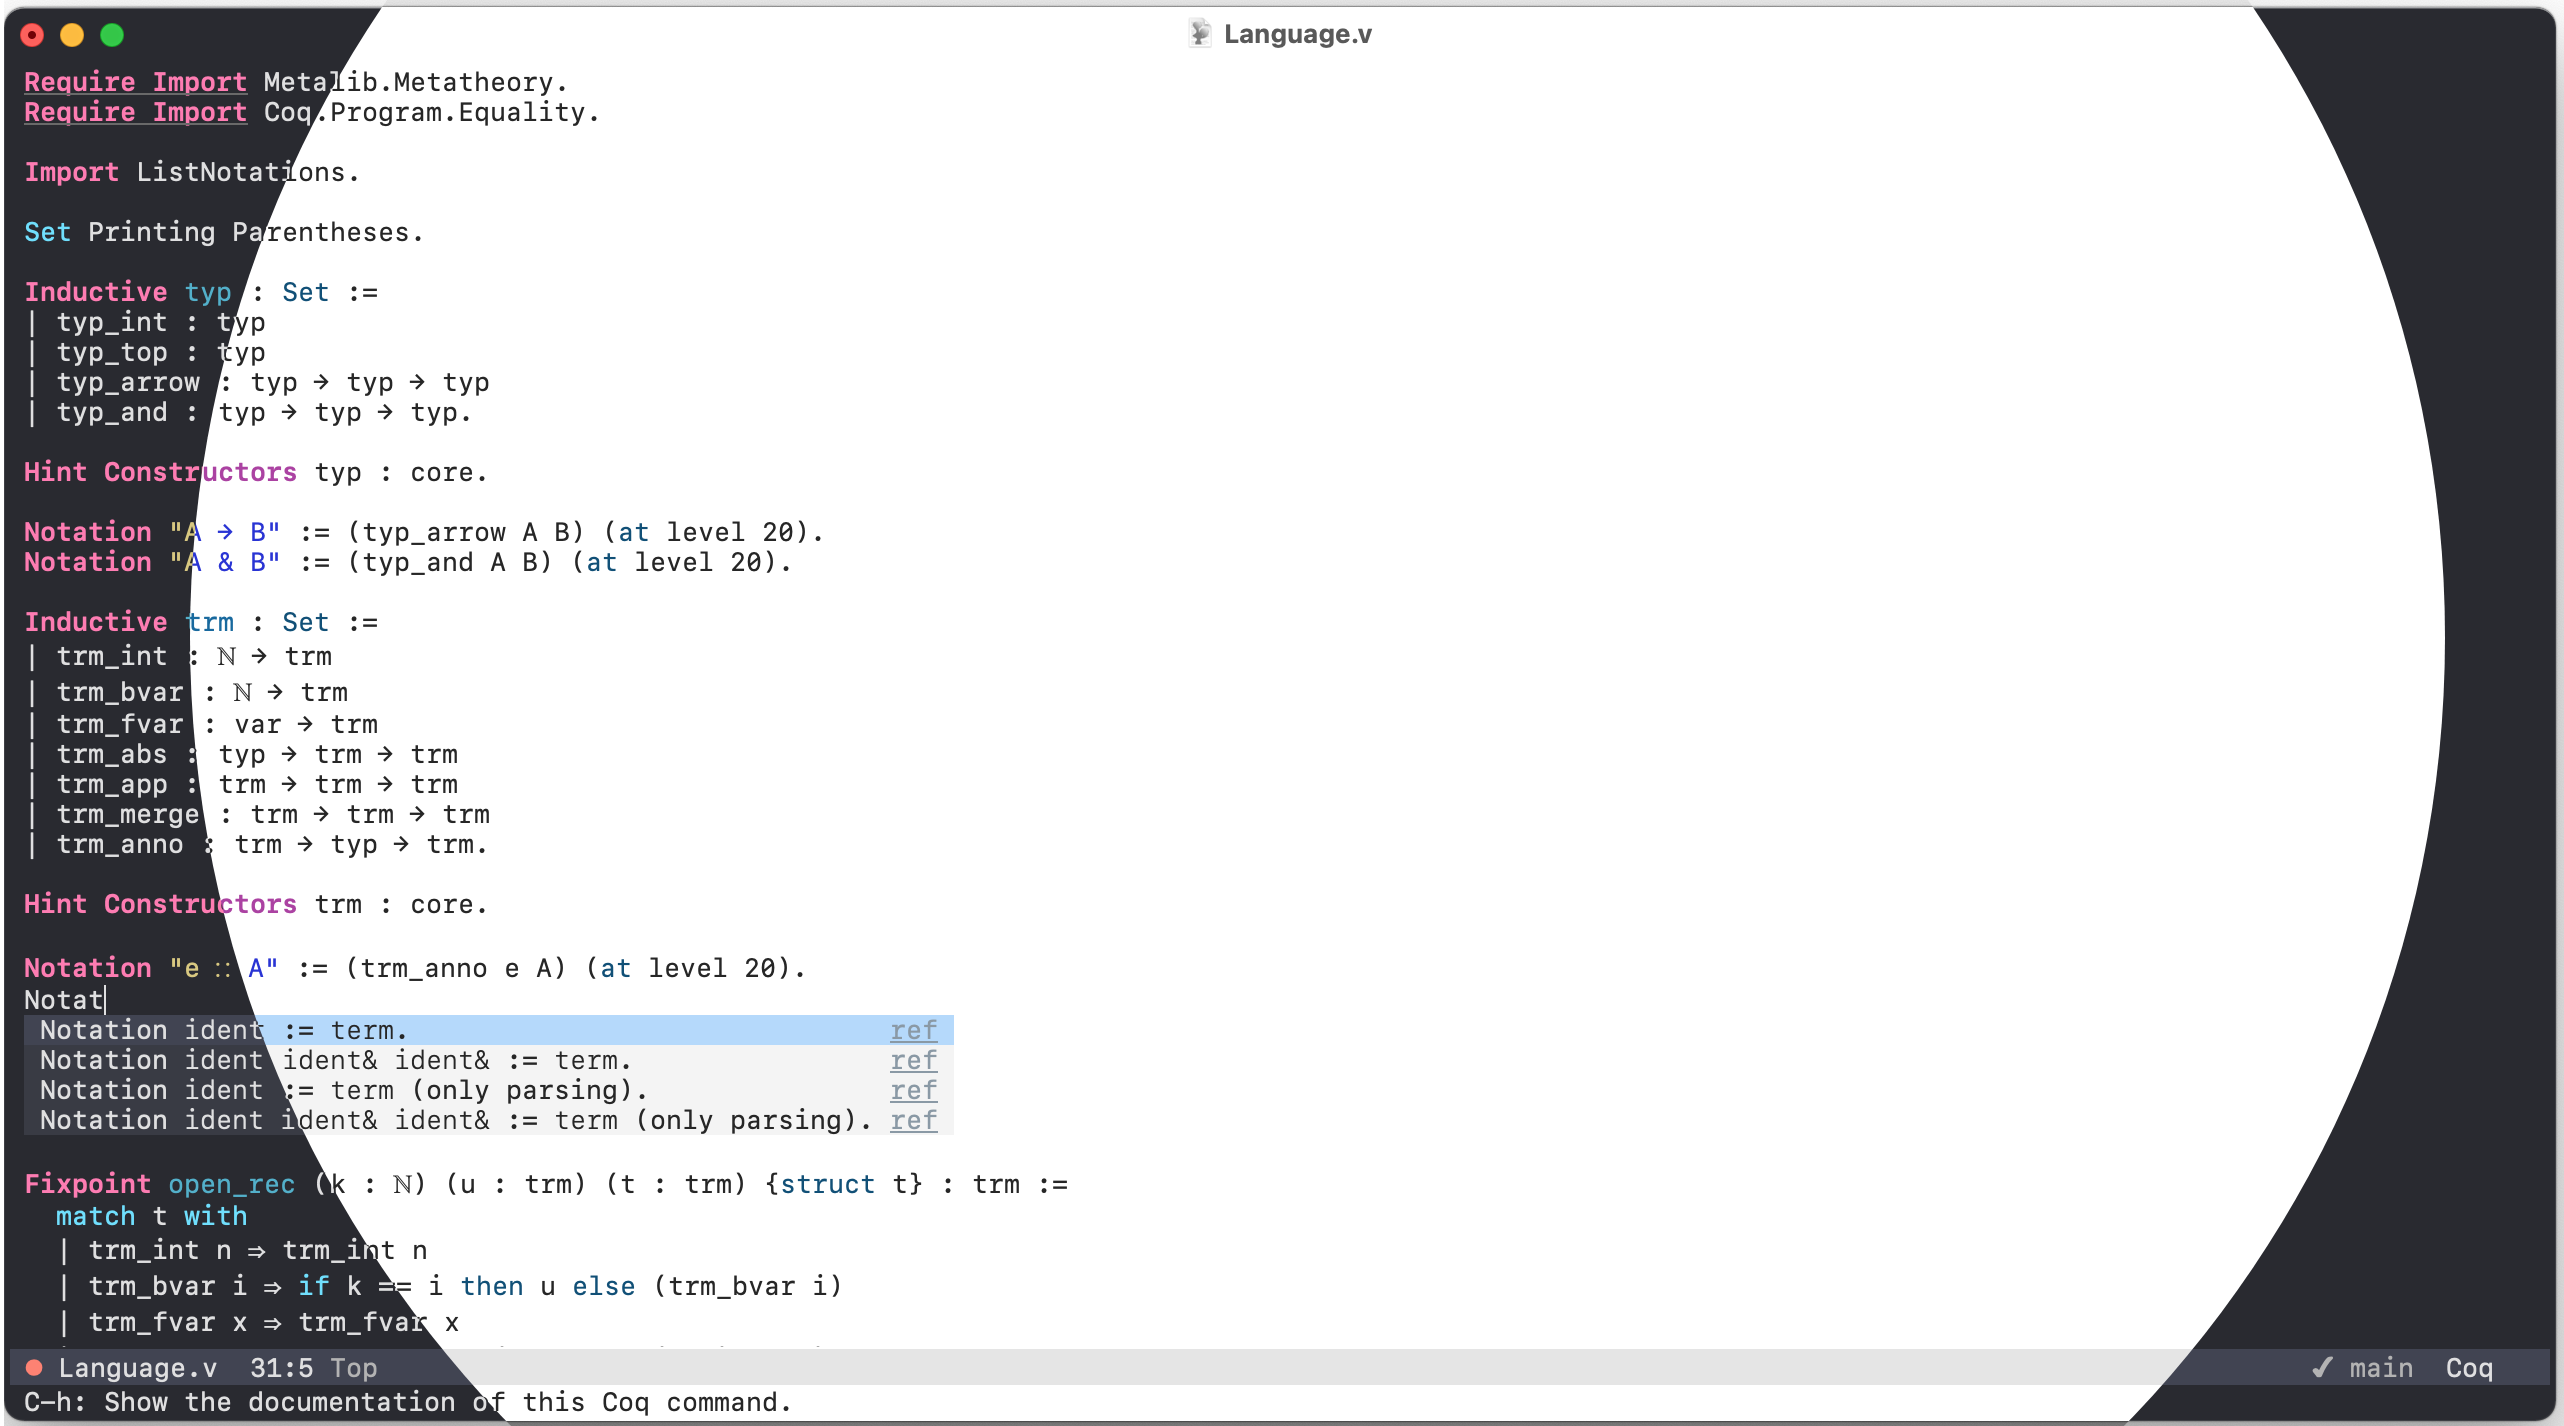 Language.v
Require Import Metalib.Metatheory.
Require Import Coq.Program.Equality.
Import ListNotations.
Set Printing Parentheses.
Inductive typ : Set :=
| typ_int : typ
| typ_top : typ
| typ_arrow : typ → typ → typ
| typ_and : typ → typ → typ.
Hint Constructors typ : core.
Notation "A → B" := (typ_arrow A B) (at level 20).
Notation "A & B" := (typ_and A B) (at level 20).
Inductive trm : Set :=
| trm_int : ℕ → trm
| trm_bvar : ℕ → trm
| trm_fvar : var → trm
| trm_abs : typ → trm → trm
| trm_app : trm → trm → trm
| trm_merge : trm → trm → trm
| trm_anno : trm → typ → trm.
Hint Constructors trm : core.
Notation "e ∷ A" := (trm_anno e A) (at level 20).
Notat
Notation ident := term. ref
Notation ident ident& ident& := term. ref
Notation ident := term (only parsing). ref
Notation ident ident& ident& := term (only parsing). ref
Fixpoint open_rec (k : ℕ) (u : trm) (t : trm) {struct t} : trm :=
match t with
| trm_int n ⇒ trm_int n
| trm_bvar i ⇒ if k == i then u else (trm_bvar i)
| trm_fvar x ⇒ trm_fvar x
Language.v 31:5 Top ✔ main Coq
C-h: Show the documentation of this Coq command.